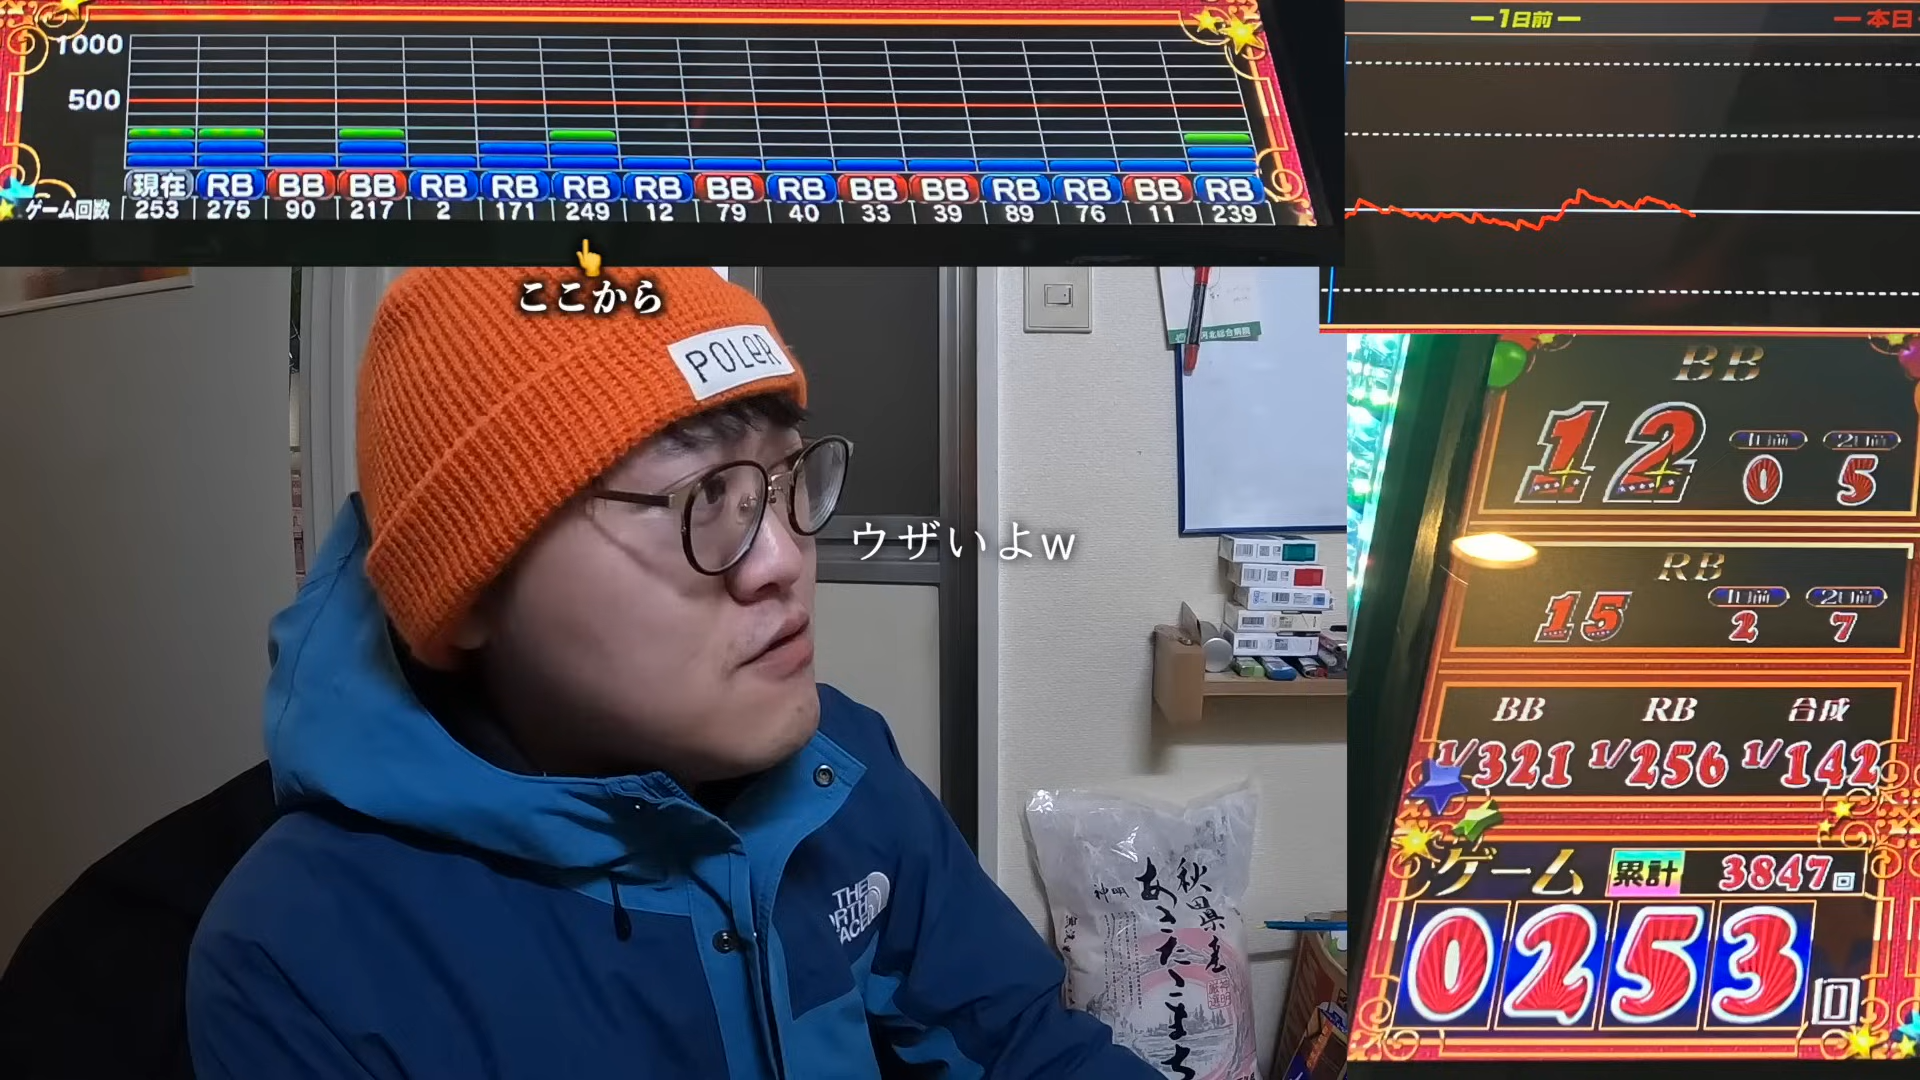 1000
500
現在 RB BB BB RB RB RB RB BB RB BB BB RB RB BB RB
ゲーム回数 253 275 90 217 2 171 249 12 79 40 33 39 89 76 11 239
ここから
1日前 本日
POLeR
ウザいよw
THE
NORTH
FACE
秋田県産
あきたこまち
BB
12 1日前 0 2日前 5
RB
15 1日前 2 2日前 7
BB RB 合成
1/321 1/256 1/142
ゲーム 累計 3847回
0253回